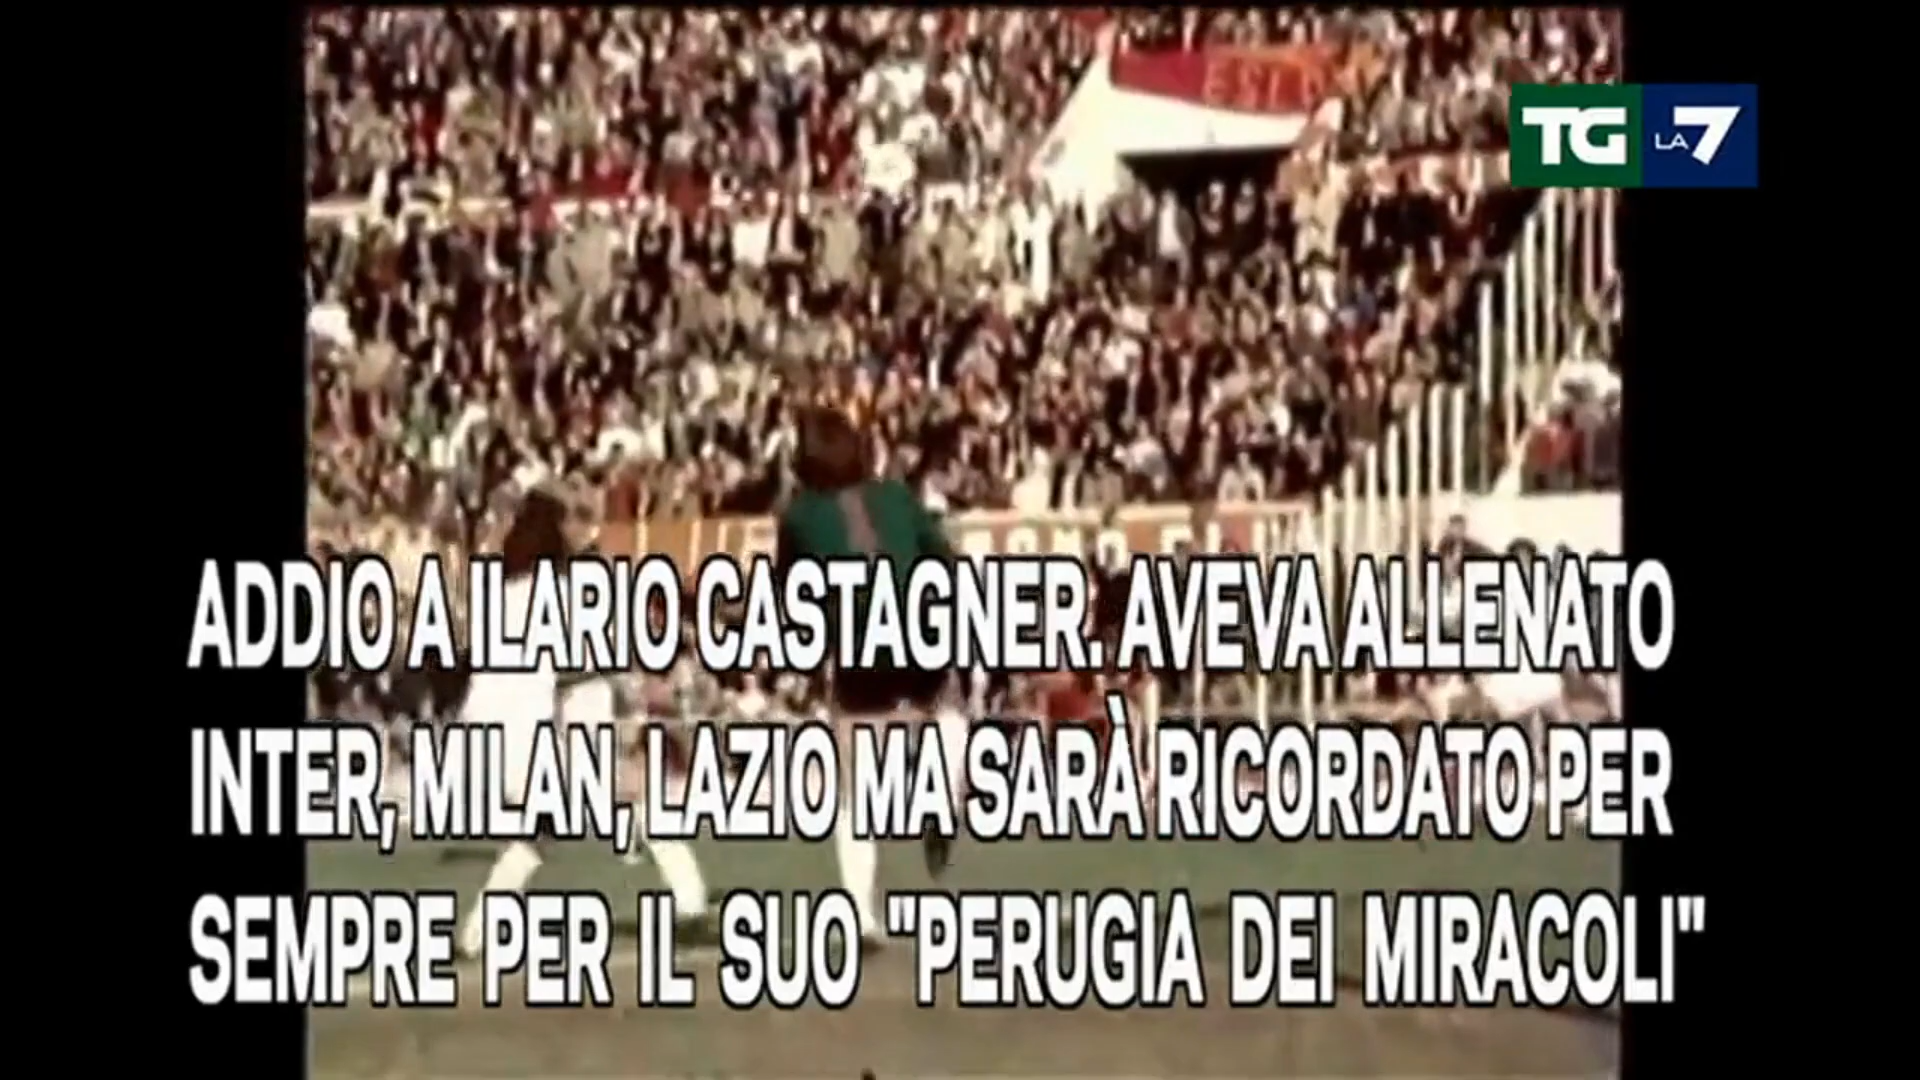 TG LA7
ADDIO A ILARIO CASTAGNER. AVEVA ALLENATO
INTER, MILAN, LAZIO MA SARÀ RICORDATO PER
SEMPRE PER IL SUO "PERUGIA DEI MIRACOLI"